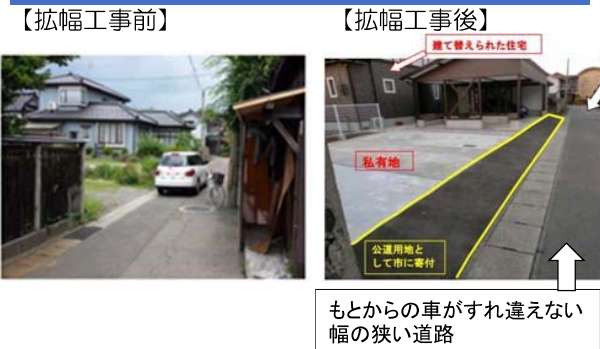 【拡幅工事前】
【拡幅工事後】
建て替えられた住宅
私有地
公道用地と
して市に寄付
もとからの車がすれ違えない
幅の狭い道路